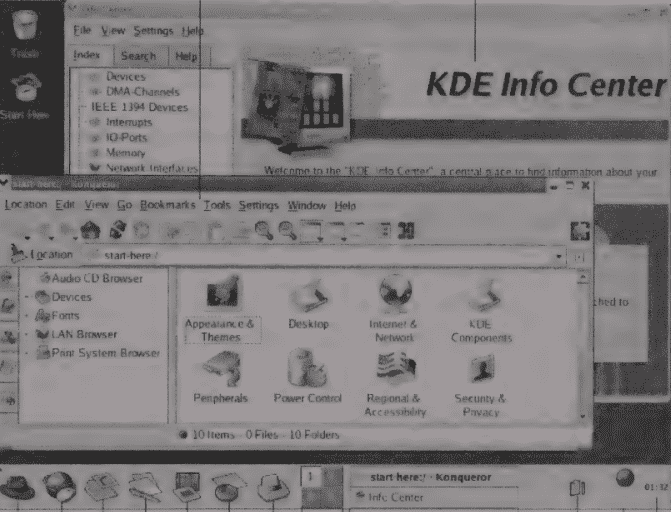 Trash
Start Here
File View Settings Help
Index Search Help
Devices
DMA-Channels
IEEE 1394 Devices
Interrupts
IO-Ports
Memory
Network Interfaces
KDE Info Center
Welcome to the "KDE Info Center", a central place to find information about your
start-here:/ - Konqueror
Location Edit View Go Bookmarks Tools Settings Window Help
Location start-here:/
Audio CD Browser
Devices
Fonts
LAN Browser
Print System Browser
Appearance & Themes
Desktop
Internet & Network
KDE Components
Peripherals
Power Control
Regional & Accessibility
Security & Privacy
ched to
10 Items - 0 Files - 10 Folders
1
start-here:/ - Konqueror
Info Center